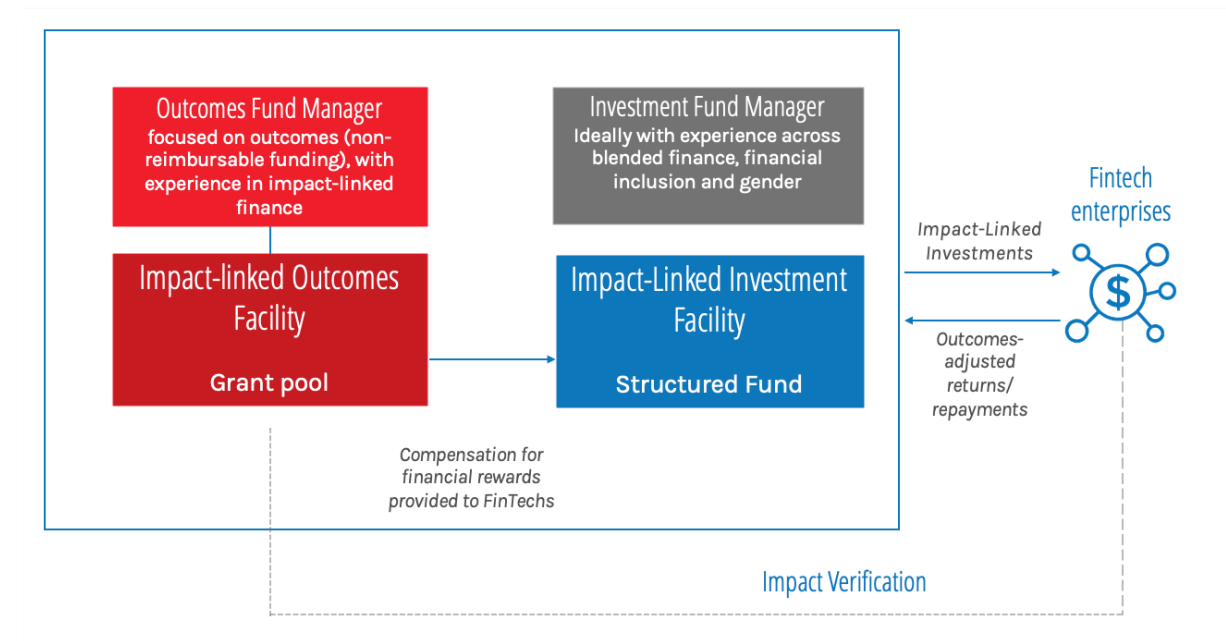 Outcomes Fund Manager
focused on outcomes (non-
reimbursable funding), with
experience in impact-linked
finance
Investment Fund Manager
Ideally with experience across
blended finance, financial
inclusion and gender
Impact-linked Outcomes
Facility
Grant pool
Impact-Linked Investment
Facility
Structured Fund
Compensation for
financial rewards
provided to FinTechs
Fintech
enterprises
Impact-Linked
Investments
$
Outcomes-
adjusted
returns/
repayments
Impact Verification